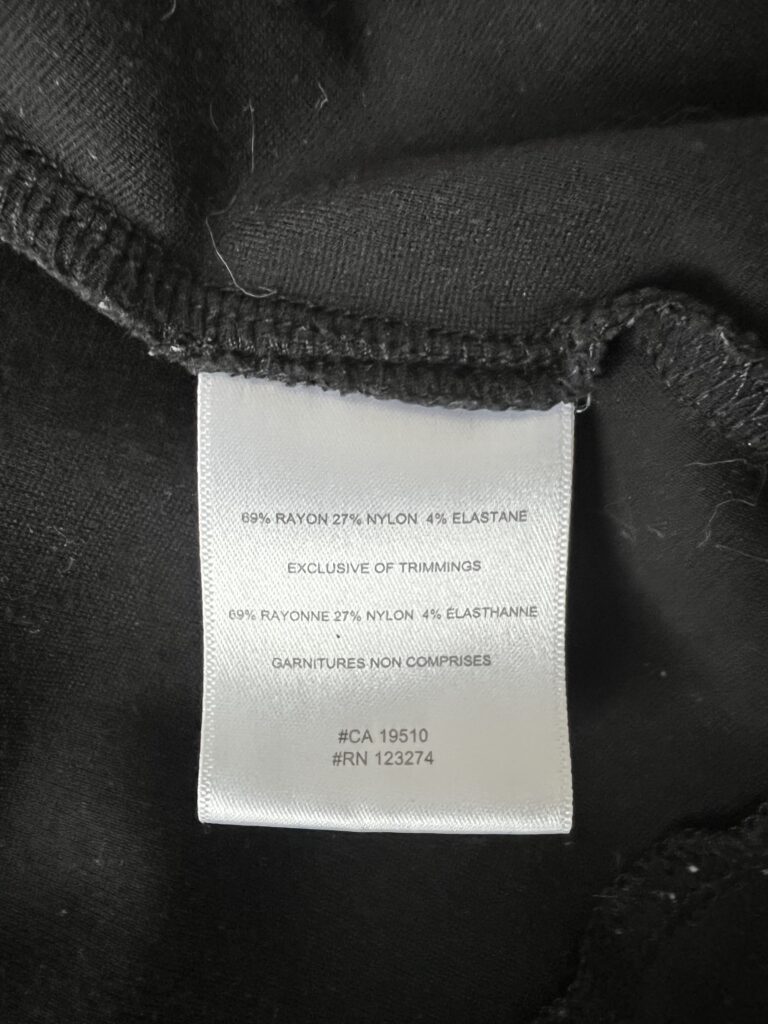 69% RAYON 27% NYLON 4% ELASTANE
EXCLUSIVE OF TRIMMINGS
69% RAYONNE 27% NYLON 4% ÉLASTHANNE
GARNITURES NON COMPRISES
#CA 19510
#RN 123274